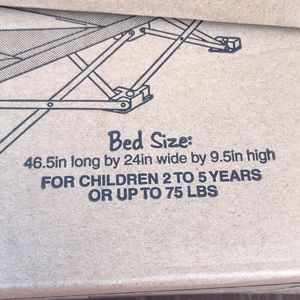 Bed Size:
46.5in long by 24in wide by 9.5in high
FOR CHILDREN 2 TO 5 YEARS
OR UP TO 75 LBS